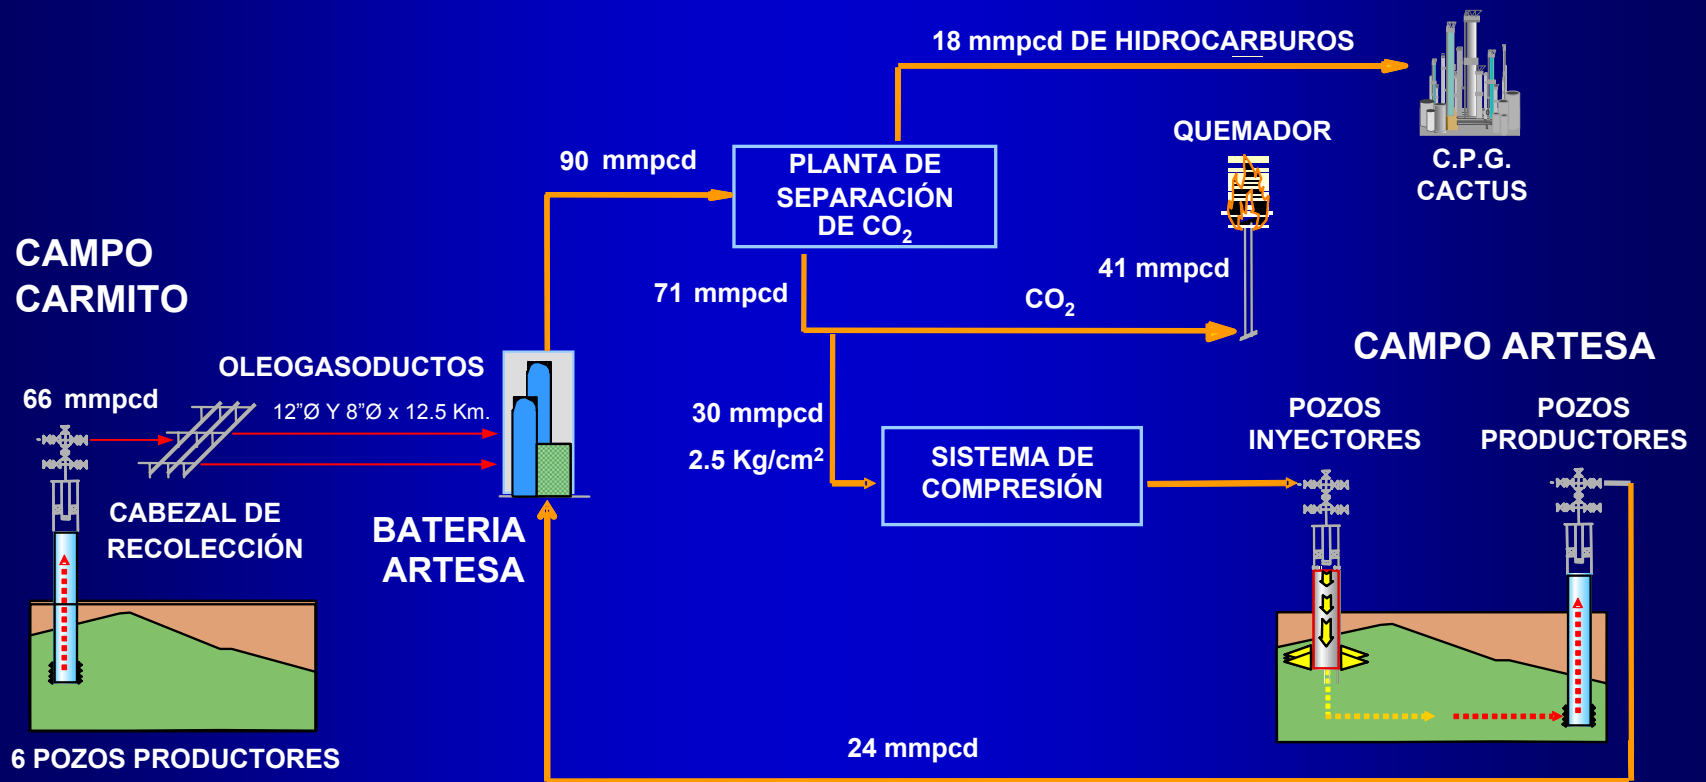 18 mmpcd DE HIDROCARBUROS
QUEMADOR
C.P.G.
CACTUS
90 mmpcd
PLANTA DE
SEPARACIÓN
DE CO₂
CAMPO
CARMITO
71 mmpcd
41 mmpcd
CO₂
CAMPO ARTESA
OLEOGASODUCTOS
66 mmpcd
12”Ø Y 8”Ø x 12.5 Km.
30 mmpcd
2.5 Kg/cm²
SISTEMA DE
COMPRESIÓN
POZOS
INYECTORES
POZOS
PRODUCTORES
CABEZAL DE
RECOLECCIÓN
BATERIA
ARTESA
6 POZOS PRODUCTORES
24 mmpcd